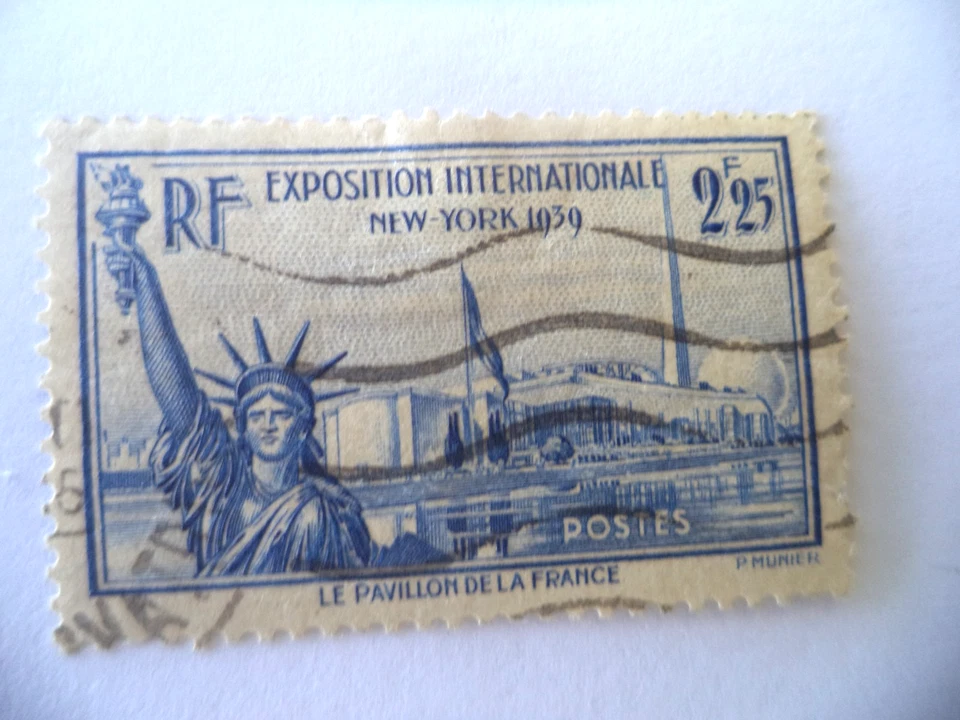 RF EXPOSITION INTERNATIONALE 2F25
NEW-YORK 1939
POSTES
LE PAVILLON DE LA FRANCE
P. MUNIER